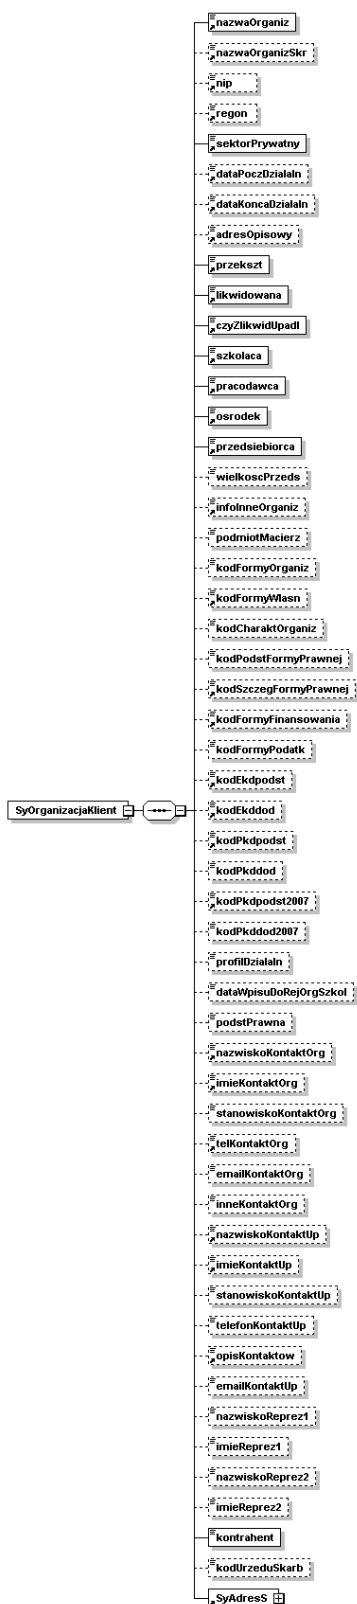 nazwaOrganiz
nazwaOrganizSkr
nip
regon
sektorPrywatny
dataPoczDzialaln
dataKoncaDzialaln
adresOpisowy
przekszt
likwidowana
czyZlikwidUpadl
szkolaca
pracodawca
osrodek
przedsiebiorca
wielkoscPrzeds
infoInneOrganiz
podmiotMacierz
kodFormyOrganiz
kodFormyWlasn
kodCharaktOrganiz
kodPodstFormyPrawnej
kodSzczegFormyPrawnej
kodFormyFinansowania
kodFormyPodatk
kodEkdpodst
SyOrganizacjaKlient
kodEkddod
kodPkdpodst
kodPkddod
kodPkdpodst2007
kodPkddod2007
profilDzialaln
dataWpisuDoRejOrgSzkol
podstPrawna
nazwiskoKontaktOrg
imieKontaktOrg
stanowiskoKontaktOrg
telKontaktOrg
emailKontaktOrg
inneKontaktOrg
nazwiskoKontaktUp
imieKontaktUp
stanowiskoKontaktUp
telefonKontaktUp
opisKontaktow
emailKontaktUp
nazwiskoReprez1
imieReprez1
nazwiskoReprez2
imieReprez2
kontrahent
kodUrzeduSkarb
SyAdresS